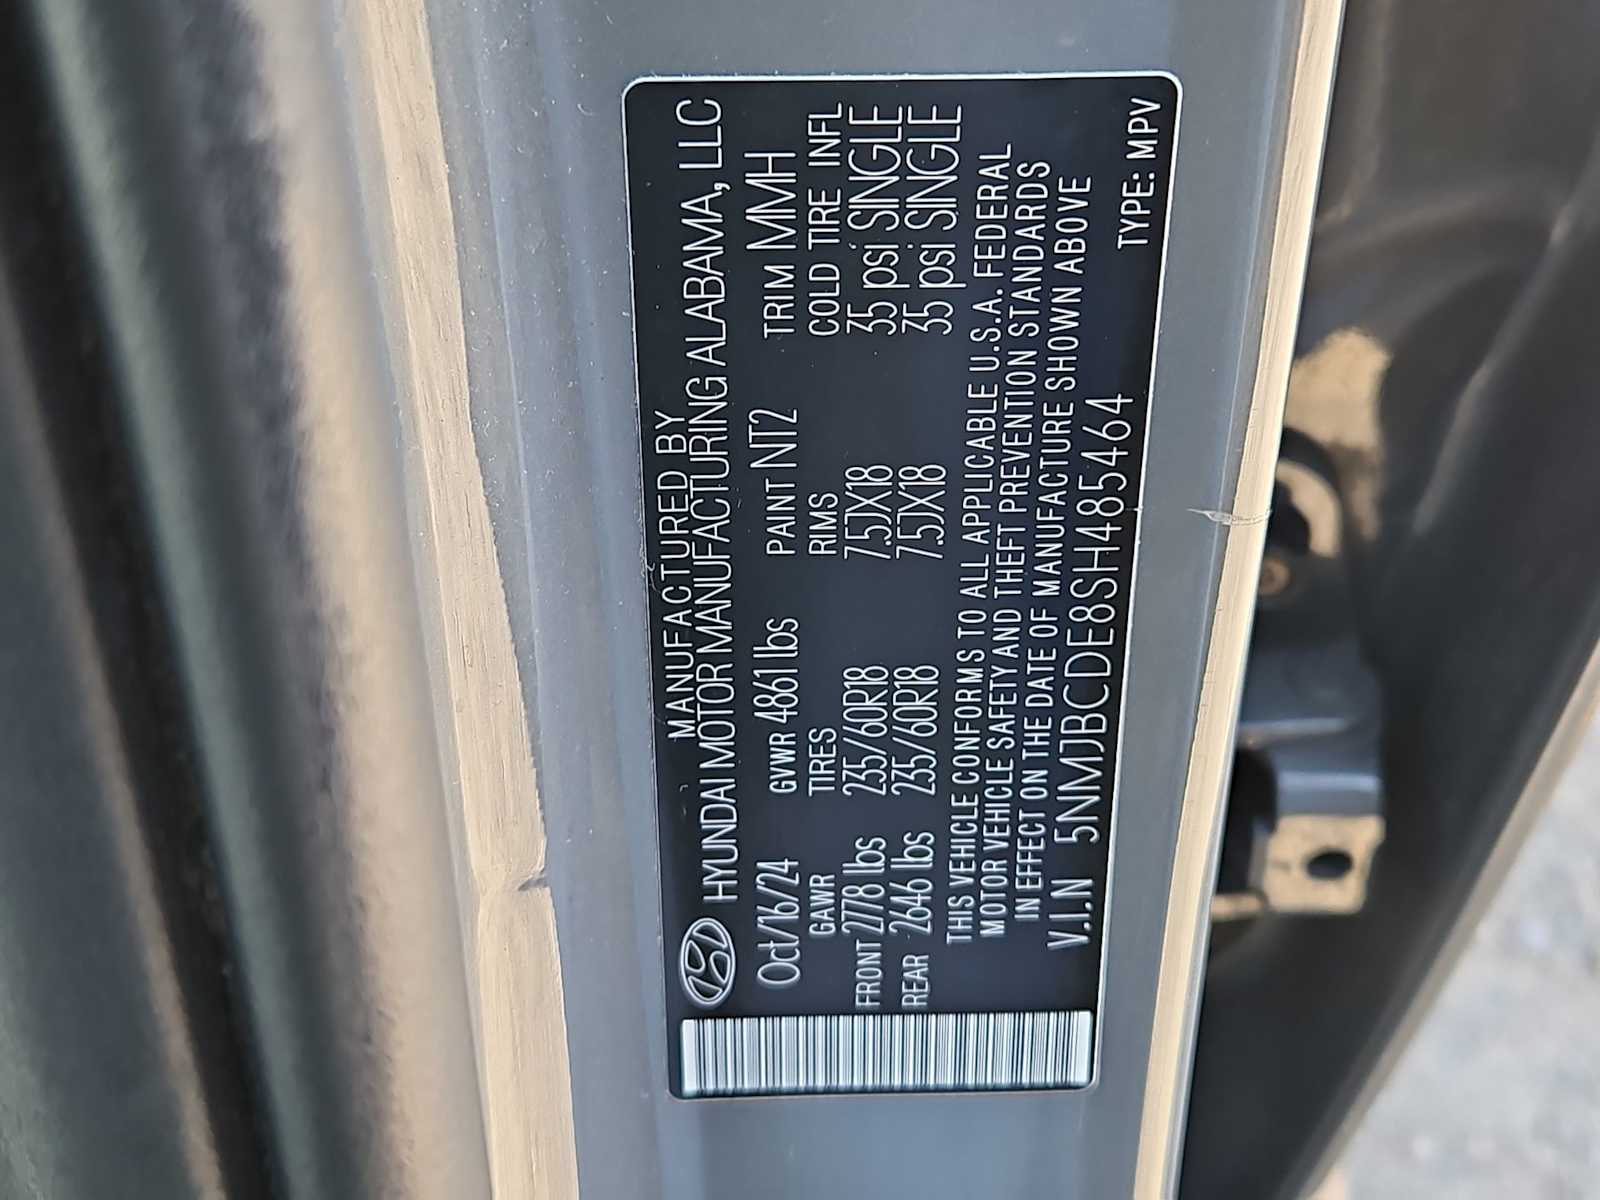 MANUFACTURED BY
HYUNDAI MOTOR MANUFACTURING ALABAMA, LLC
Oct/16/24 GVWR 4861 lbs PAINT NT2 TRIM MMH
GAWR TIRES RIMS COLD TIRE INFL
FRONT 2778 lbs 235/60R18 7.5JX18 35 psi SINGLE
REAR 2646 lbs 235/60R18 7.5JX18 35 psi SINGLE
THIS VEHICLE CONFORMS TO ALL APPLICABLE U.S.A. FEDERAL
MOTOR VEHICLE SAFETY AND THEFT PREVENTION STANDARDS
IN EFFECT ON THE DATE OF MANUFACTURE SHOWN ABOVE
V.I.N 5NMJBCDE8SH485464 TYPE: MPV